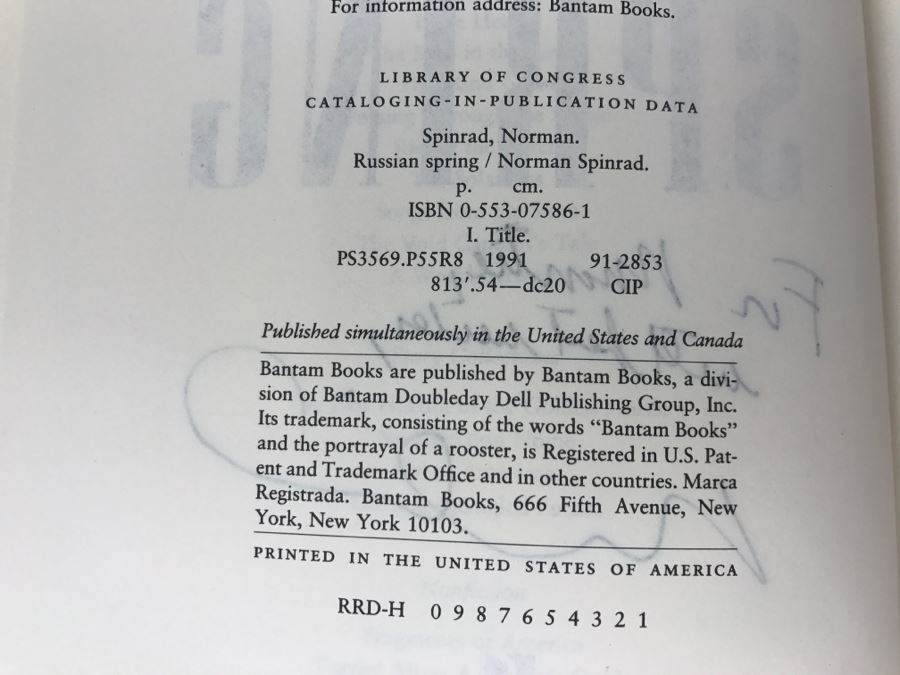 For information address: Bantam Books.
LIBRARY OF CONGRESS
CATALOGING-IN-PUBLICATION DATA
Spinrad, Norman.
Russian spring / Norman Spinrad.
p. cm.
ISBN 0-553-07586-1
I. Title.
PS3569.P55R8 1991 91-2853
813′.54—dc20 CIP
Published simultaneously in the United States and Canada
Bantam Books are published by Bantam Books, a divi-
sion of Bantam Doubleday Dell Publishing Group, Inc.
Its trademark, consisting of the words “Bantam Books”
and the portrayal of a rooster, is Registered in U.S. Pat-
ent and Trademark Office and in other countries. Marca
Registrada. Bantam Books, 666 Fifth Avenue, New
York, New York 10103.
PRINTED IN THE UNITED STATES OF AMERICA
RRD-H 0 9 8 7 6 5 4 3 2 1